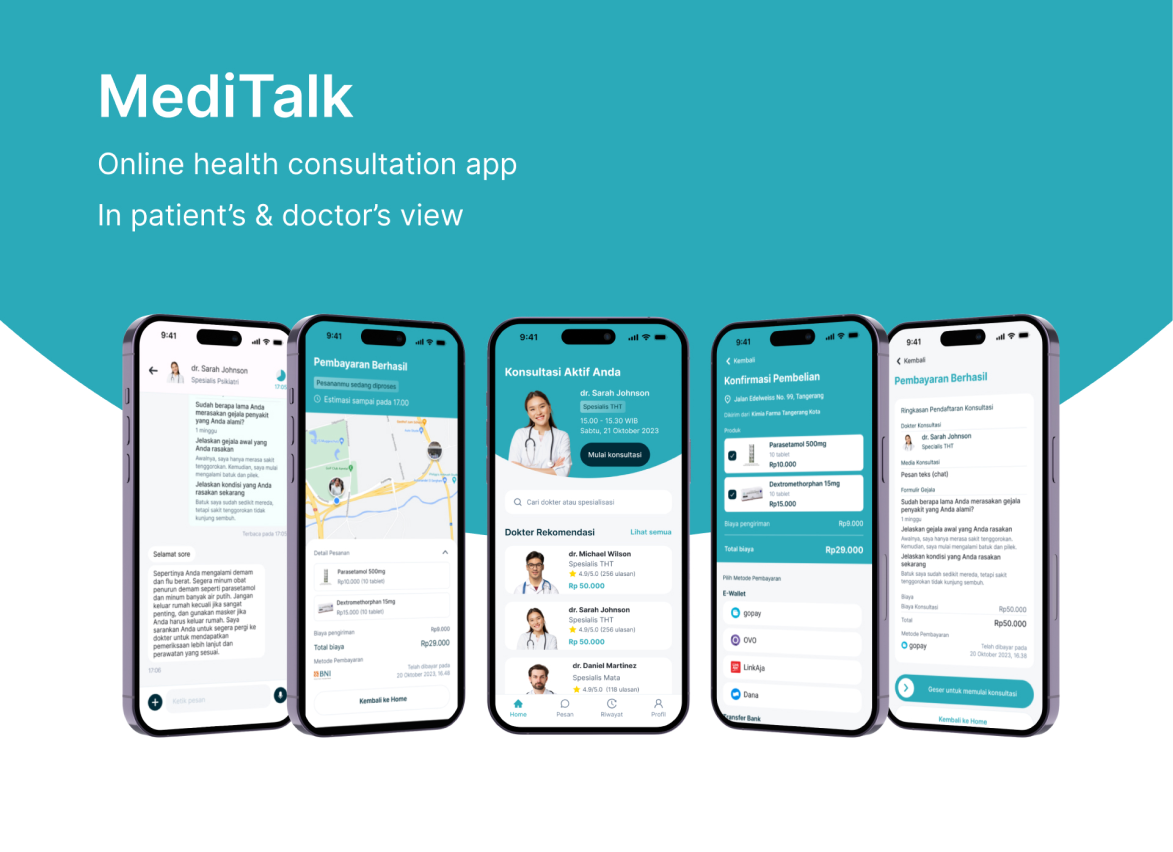 MediTalk
Online health consultation app
In patient's & doctor's view
9:41
dr. Sarah Johnson
Spesialis Psikiatri
17:05
Sudah berapa lama Anda
merasakan gejala penyakit
yang Anda alami?
1 minggu
Jelaskan gejala awal yang
Anda rasakan
Awalnya, saya hanya merasa sakit
tenggorokan. Kemudian, saya mulai
mengalami batuk dan pilek.
Jelaskan kondisi yang Anda
rasakan sekarang
Batuk saya sudah sedikit mereda,
tetapi sakit tenggorokan tidak
kunjung sembuh.
Terbaca pada 17:05
Selamat sore
Sepertinya Anda mengalami demam
dan flu berat. Segera minum obat
penurun demam seperti parasetamol
dan minum banyak air putih. Jangan
keluar rumah kecuali jika sangat
penting, dan gunakan masker jika
Anda harus keluar rumah. Saya
sarankan Anda untuk segera pergi ke
dokter untuk mendapatkan
pemeriksaan lebih lanjut dan
perawatan yang sesuai.
17:06
Ketik pesan
9:41
Pembayaran Berhasil
Pesananmu sedang diproses
Estimasi sampai pada 17.00
Detail Pesanan
Parasetamol 500mg
Rp10.000 (10 tablet)
Dextromethorphan 15mg
Rp15.000 (10 tablet)
Biaya pengiriman Rp9.000
Total biaya Rp29.000
Metode Pembayaran
BNI
Telah dibayar pada
20 Oktober 2023, 16.48
Kembali ke Home
9:41
Konsultasi Aktif Anda
dr. Sarah Johnson
Spesialis THT
15.00 - 15.30 WIB
Sabtu, 21 Oktober 2023
Mulai konsultasi
Cari dokter atau spesialisasi
Dokter Rekomendasi Lihat semua
dr. Michael Wilson
Spesialis THT
4.9/5.0 (256 ulasan)
Rp 50.000
dr. Sarah Johnson
Spesialis THT
4.9/5.0 (256 ulasan)
Rp 50.000
dr. Daniel Martinez
Spesialis Mata
4.9/5.0 (118 ulasan)
Home Pesan Riwayat Profil
9:41
Kembali
Konfirmasi Pembelian
Jalan Edelweiss No. 99, Tangerang
Dikirim dari Kimia Farma Tangerang Kota
Produk
Parasetamol 500mg
10 tablet
Rp10.000
Dextromethorphan 15mg
10 tablet
Rp15.000
Biaya pengiriman Rp9.000
Total biaya Rp29.000
Pilih Metode Pembayaran
E-Wallet
gopay
OVO
LinkAja
Dana
Transfer Bank
9:41
Kembali
Pembayaran Berhasil
Ringkasan Pendaftaran Konsultasi
Dokter Konsultasi
dr. Sarah Johnson
Spesialis THT
Media Konsultasi
Pesan teks (chat)
Formulir Gejala
Sudah berapa lama Anda merasakan gejala
penyakit yang Anda alami?
1 minggu
Jelaskan gejala awal yang Anda rasakan
Awalnya, saya hanya merasa sakit tenggorokan.
Kemudian, saya mulai mengalami batuk dan pilek.
Jelaskan kondisi yang Anda rasakan
sekarang
Batuk saya sudah sedikit mereda, tetapi sakit
tenggorokan tidak kunjung sembuh.
Biaya
Biaya Konsultasi Rp50.000
Total Rp50.000
Metode Pembayaran
gopay
Telah dibayar pada
20 Oktober 2023, 16.38
Geser untuk memulai konsultasi
Kembali ke Home